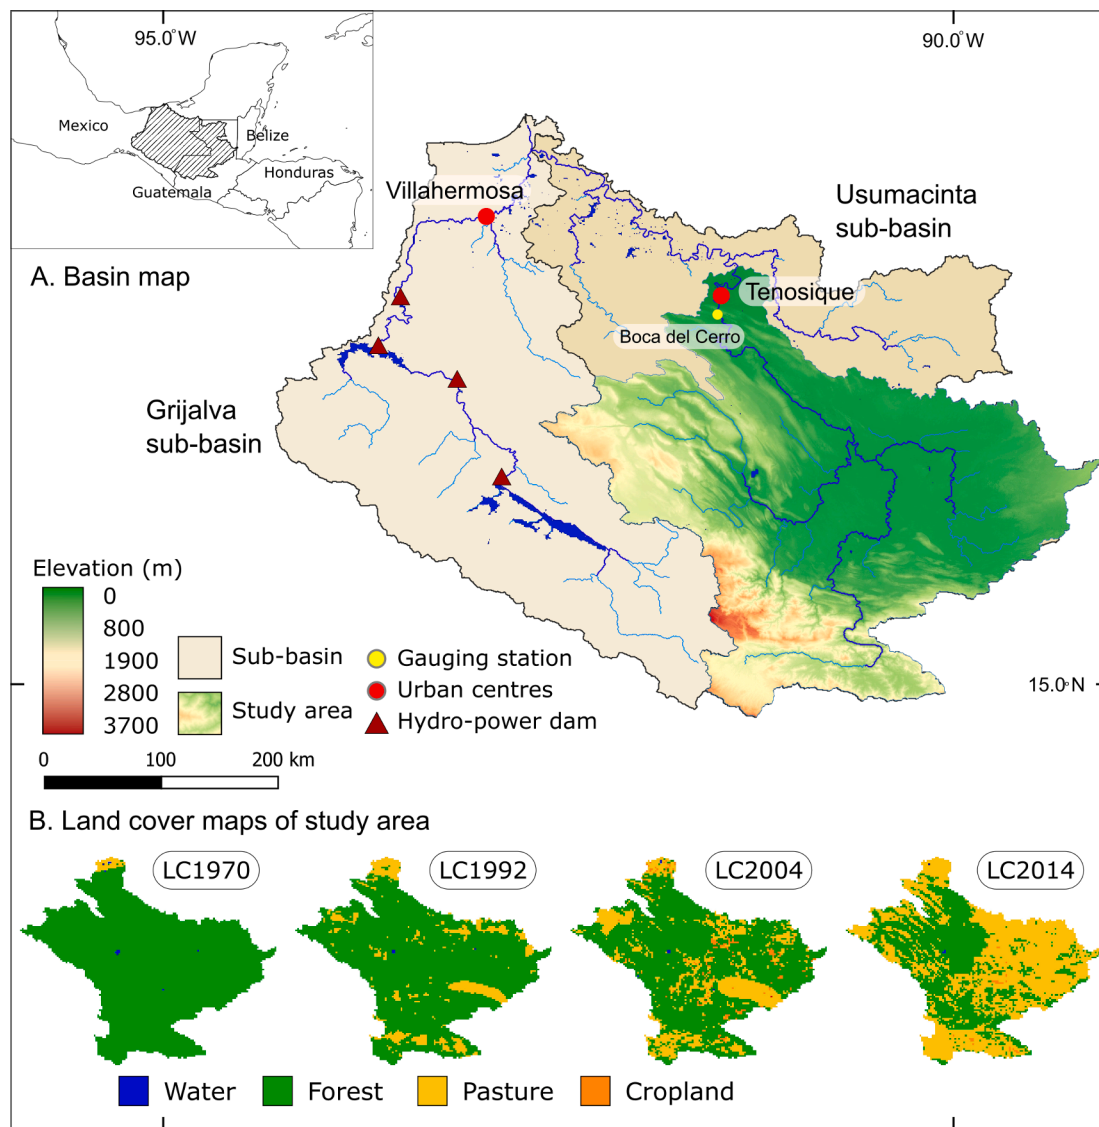 95.0°W
90.0°W
Mexico
Belize
Honduras
Guatemala
A. Basin map
Villahermosa
Usumacinta
sub-basin
Tenosique
Boca del Cerro
Grijalva
sub-basin
Elevation (m)
0
800
1900
2800
3700
Sub-basin
Study area
Gauging station
Urban centres
Hydro-power dam
15.0°N
0
100
200 km
B. Land cover maps of study area
LC1970
LC1992
LC2004
LC2014
Water
Forest
Pasture
Cropland